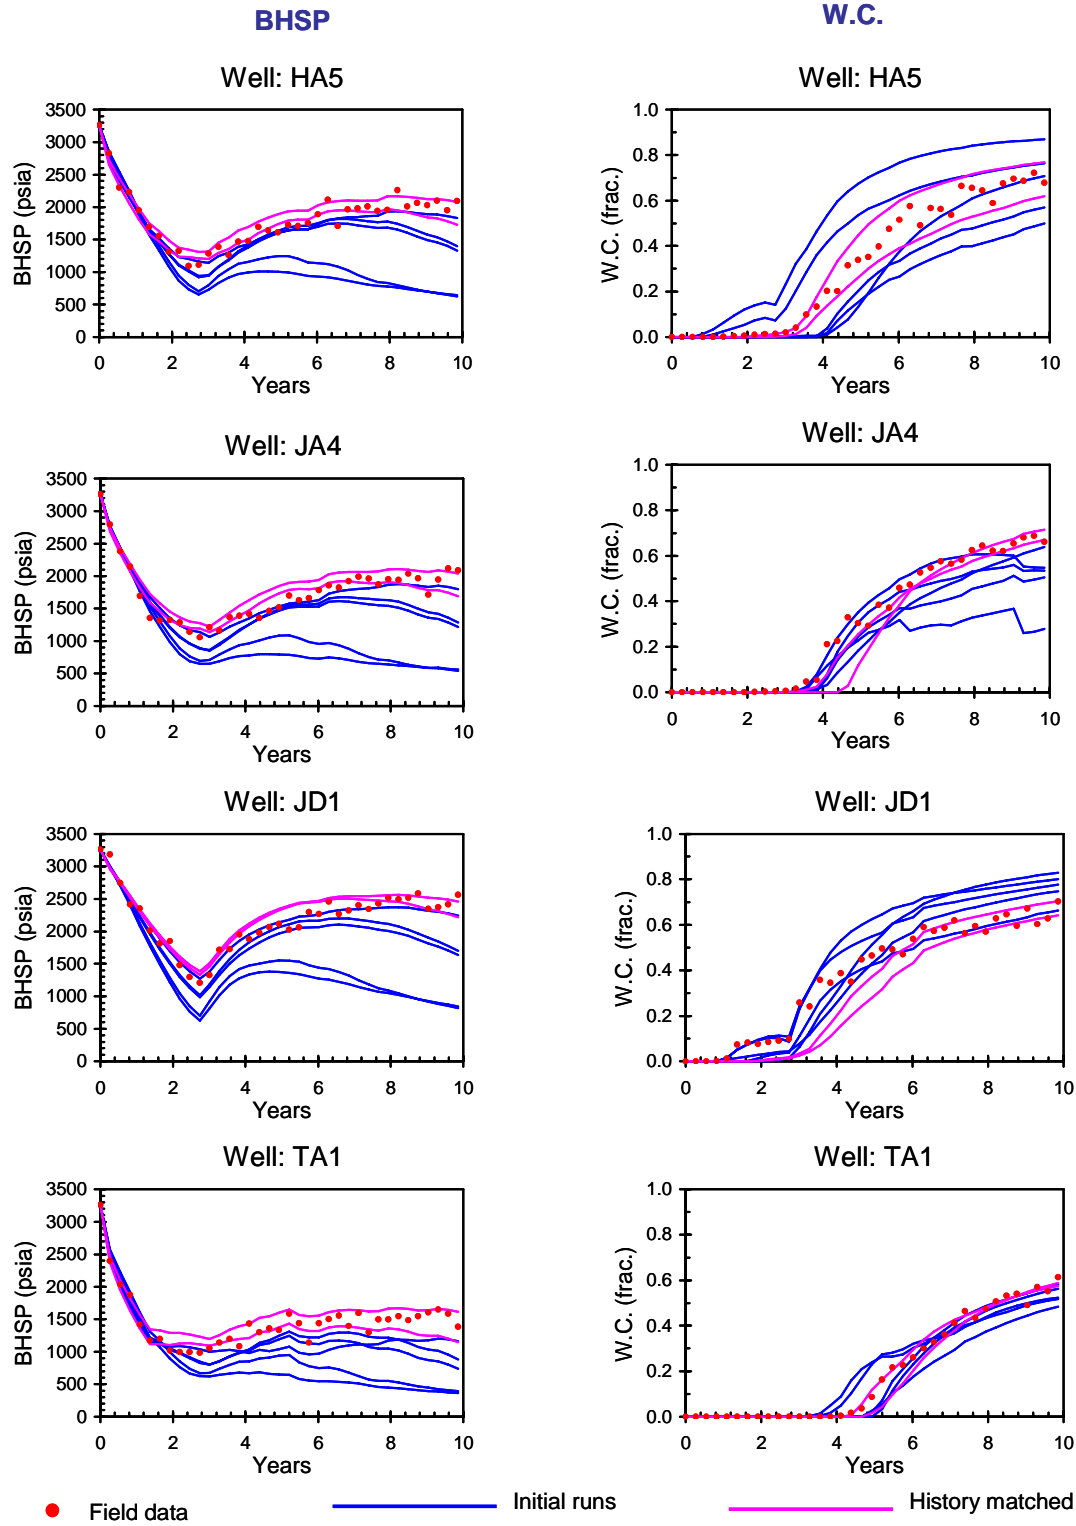 BHSP
W.C.
Well: HA5
Well: HA5
BHSP (psia)
3500
3000
2500
2000
1500
1000
500
0
0 2 4 6 8 10
Years
W.C. (frac.)
1.0
0.8
0.6
0.4
0.2
0.0
0 2 4 6 8 10
Years
Well: JA4
Well: JA4
BHSP (psia)
3500
3000
2500
2000
1500
1000
500
0
0 2 4 6 8 10
Years
W.C. (frac.)
1.0
0.8
0.6
0.4
0.2
0.0
0 2 4 6 8 10
Years
Well: JD1
Well: JD1
BHSP (psia)
3500
3000
2500
2000
1500
1000
500
0
0 2 4 6 8 10
Years
W.C. (frac.)
1.0
0.8
0.6
0.4
0.2
0.0
0 2 4 6 8 10
Years
Well: TA1
Well: TA1
BHSP (psia)
3500
3000
2500
2000
1500
1000
500
0
0 2 4 6 8 10
Years
W.C. (frac.)
1.0
0.8
0.6
0.4
0.2
0.0
0 2 4 6 8 10
Years
Field data
Initial runs
History matched